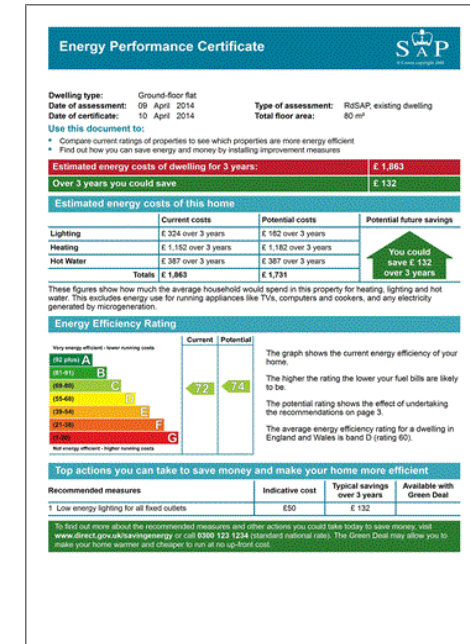 Energy Performance Certificate
SAP
Dwelling type: Ground-floor flat
Date of assessment: 09 April 2014 Type of assessment: RdSAP, existing dwelling
Date of certificate: 10 April 2014 Total floor area: 80 m²
Use this document to:
• Compare current ratings of properties to see which properties are more energy efficient
• Find out how you can save energy and money by installing improvement measures
Estimated energy costs of dwelling for 3 years: £ 1,863
Over 3 years you could save £ 132
Estimated energy costs of this home
Current costs Potential costs Potential future savings
Lighting £ 324 over 3 years £ 162 over 3 years
Heating £ 1,152 over 3 years £ 1,182 over 3 years
Hot Water £ 387 over 3 years £ 387 over 3 years
Totals £ 1,863 £ 1,731
You could
save £ 132
over 3 years
These figures show how much the average household would spend in this property for heating, lighting and hot
water. This excludes energy use for running appliances like TVs, computers and cookers, and any electricity
generated by microgeneration.
Energy Efficiency Rating
Current Potential
Very energy efficient - lower running costs
(92 plus) A
(81-91) B
(69-80) C
(55-68) D
(39-54) E
(21-38) F
(1-20) G
72 74
Not energy efficient - higher running costs
The graph shows the current energy efficiency of your
home.
The higher the rating the lower your fuel bills are likely
to be.
The potential rating shows the effect of undertaking
the recommendations on page 3.
The average energy efficiency rating for a dwelling in
England and Wales is band D (rating 60).
Top actions you can take to save money and make your home more efficient
Recommended measures Indicative cost Typical savings over 3 years Available with Green Deal
1 Low energy lighting for all fixed outlets £50 £ 132
To find out more about the recommended measures and other actions you could take today to save money, visit
www.direct.gov.uk/savingenergy or call 0300 123 1234 (standard national rate). The Green Deal may allow you to
make your home warmer and cheaper to run at no up-front cost.